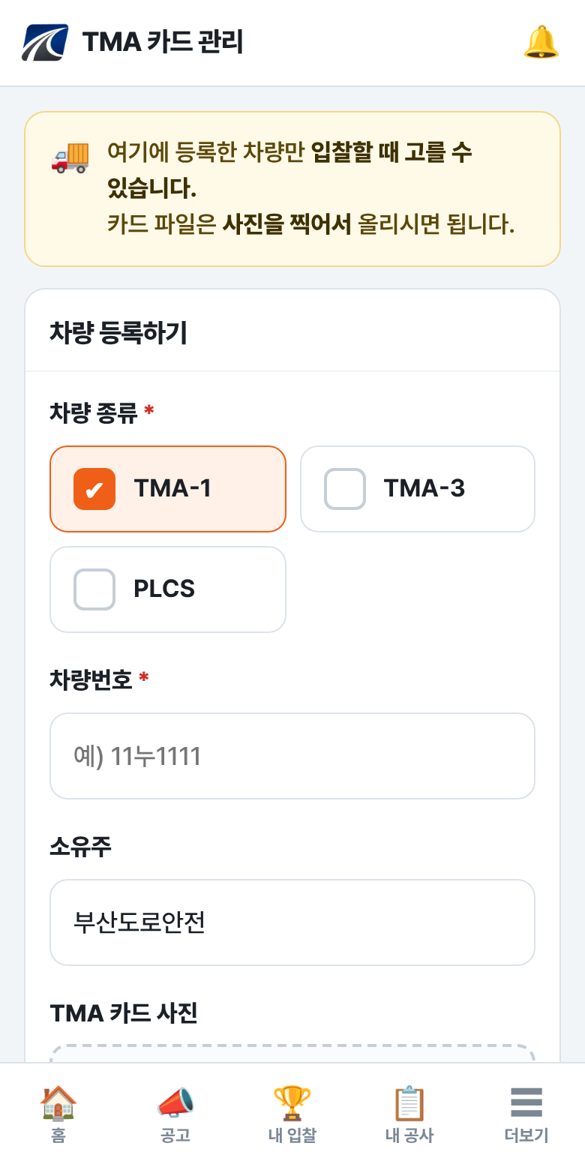 TMA 카드 관리
여기에 등록한 차량만 입찰할 때 고를 수
있습니다.
카드 파일은 사진을 찍어서 올리시면 됩니다.
차량 등록하기
차량 종류 *
TMA-1
TMA-3
PLCS
차량번호 *
예) 11누1111
소유주
부산도로안전
TMA 카드 사진
홈
공고
내 입찰
내 공사
더보기